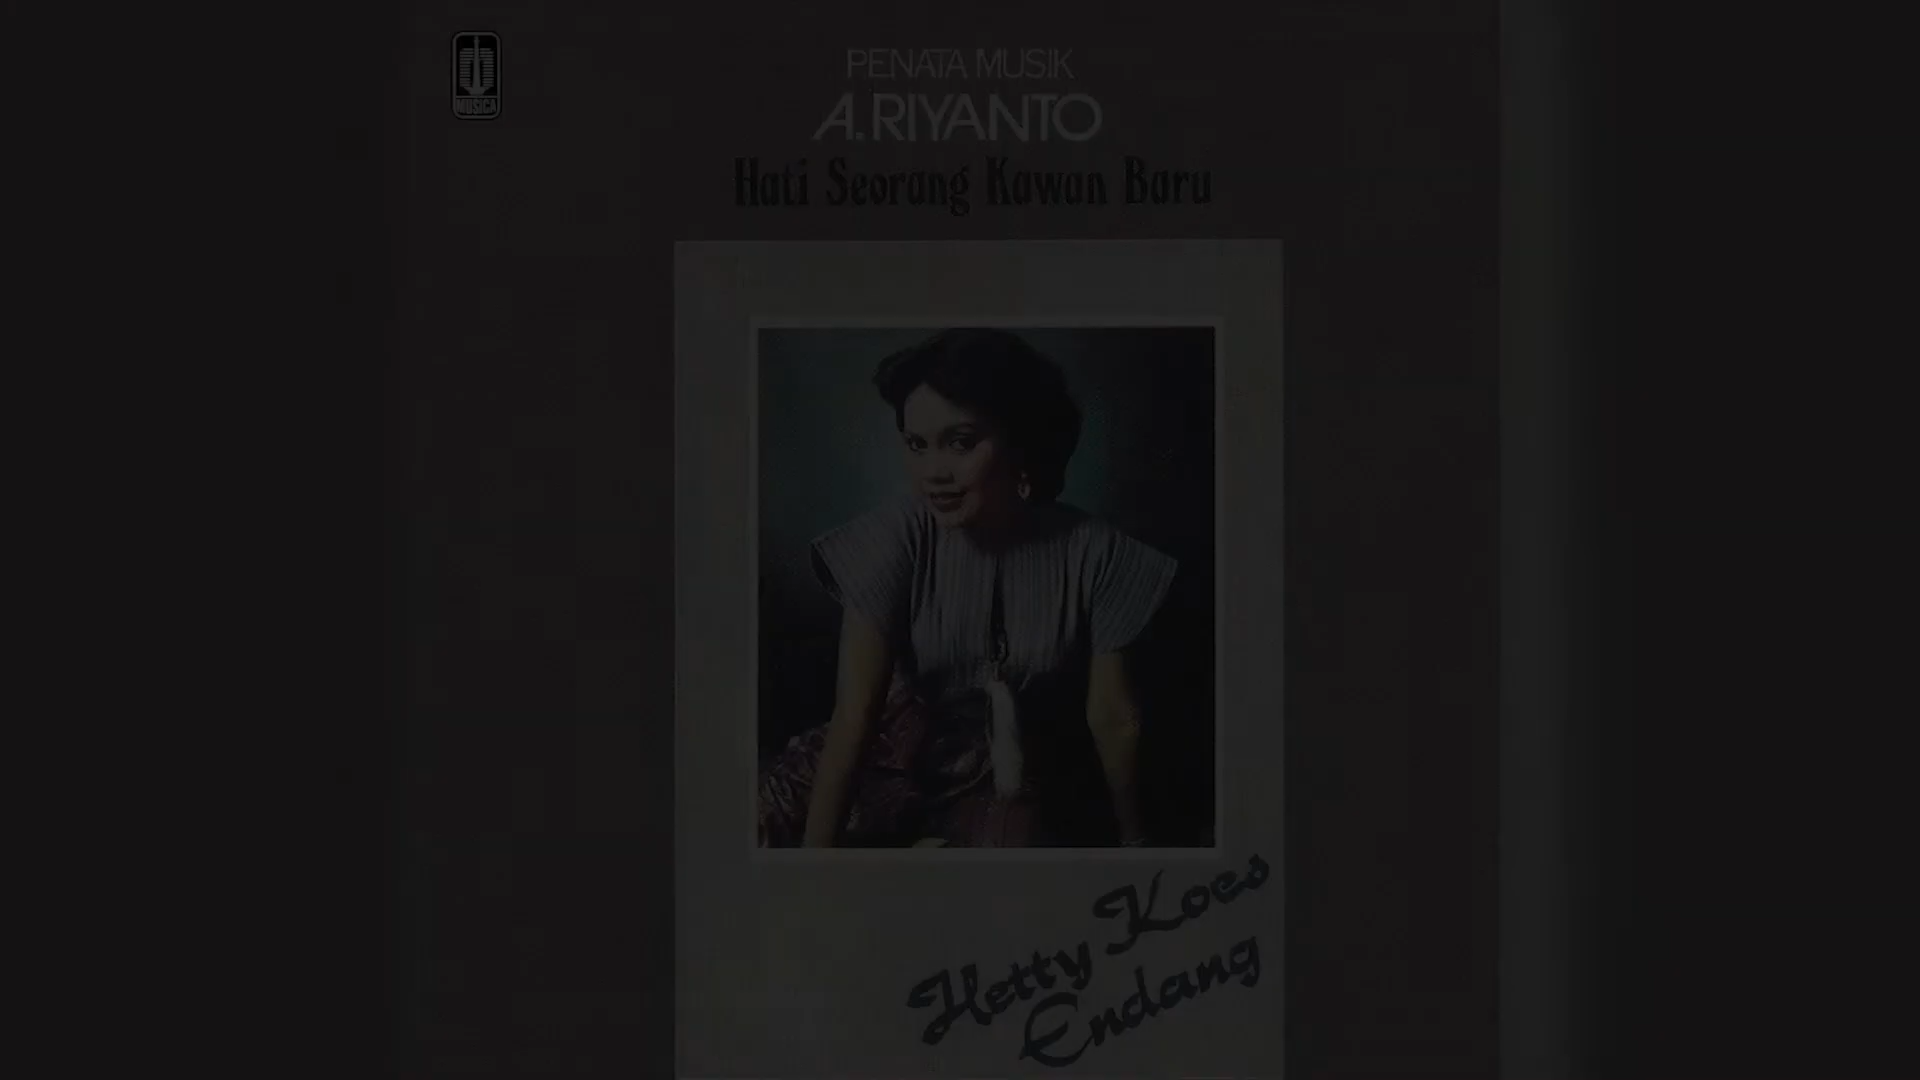 MUSICA
PENATA MUSIK
A. RIYANTO
Hati Seorang Kawan Baru
Hetty Koes
Endang